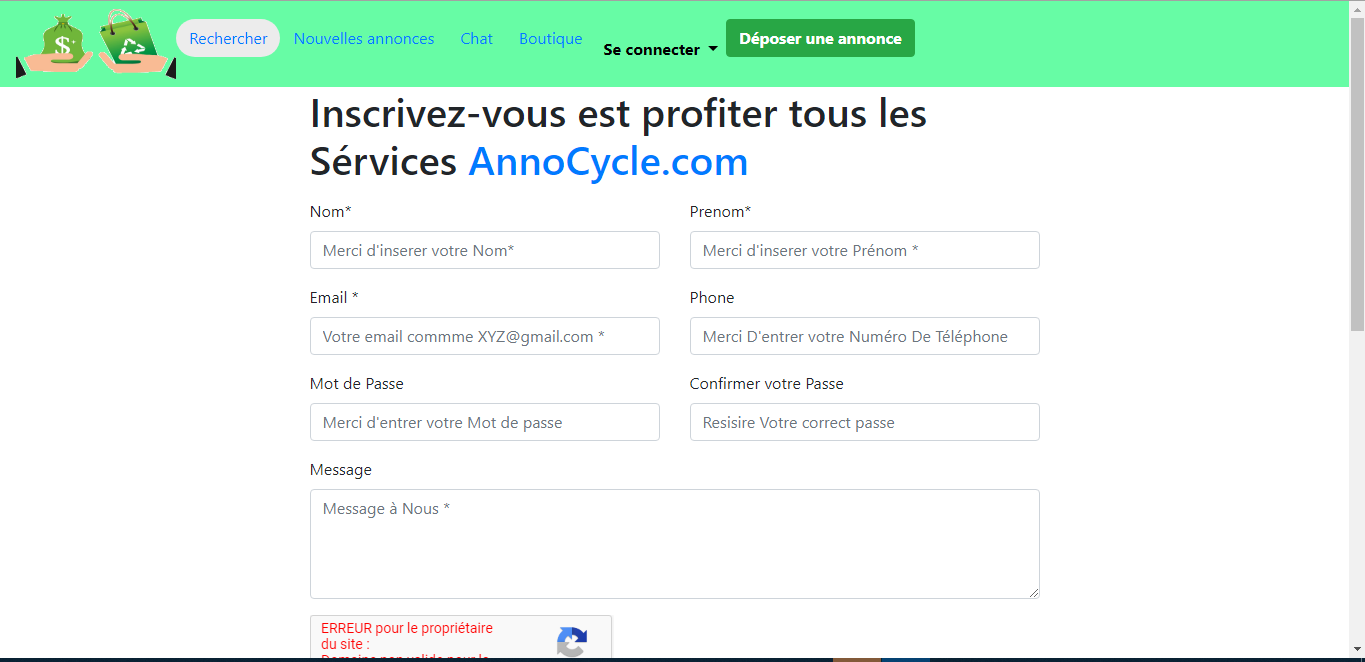 Rechercher Nouvelles annonces Chat Boutique Se connecter Déposer une annonce
$
Inscrivez-vous est profiter tous les
Sérvices AnnoCycle.com
Nom* Prenom*
Merci d'inserer votre Nom* Merci d'inserer votre Prénom *
Email * Phone
Votre email commme XYZ@gmail.com * Merci D'entrer votre Numéro De Téléphone
Mot de Passe Confirmer votre Passe
Merci d'entrer votre Mot de passe Resisire Votre correct passe
Message
Message à Nous *
ERREUR pour le propriétaire
du site :